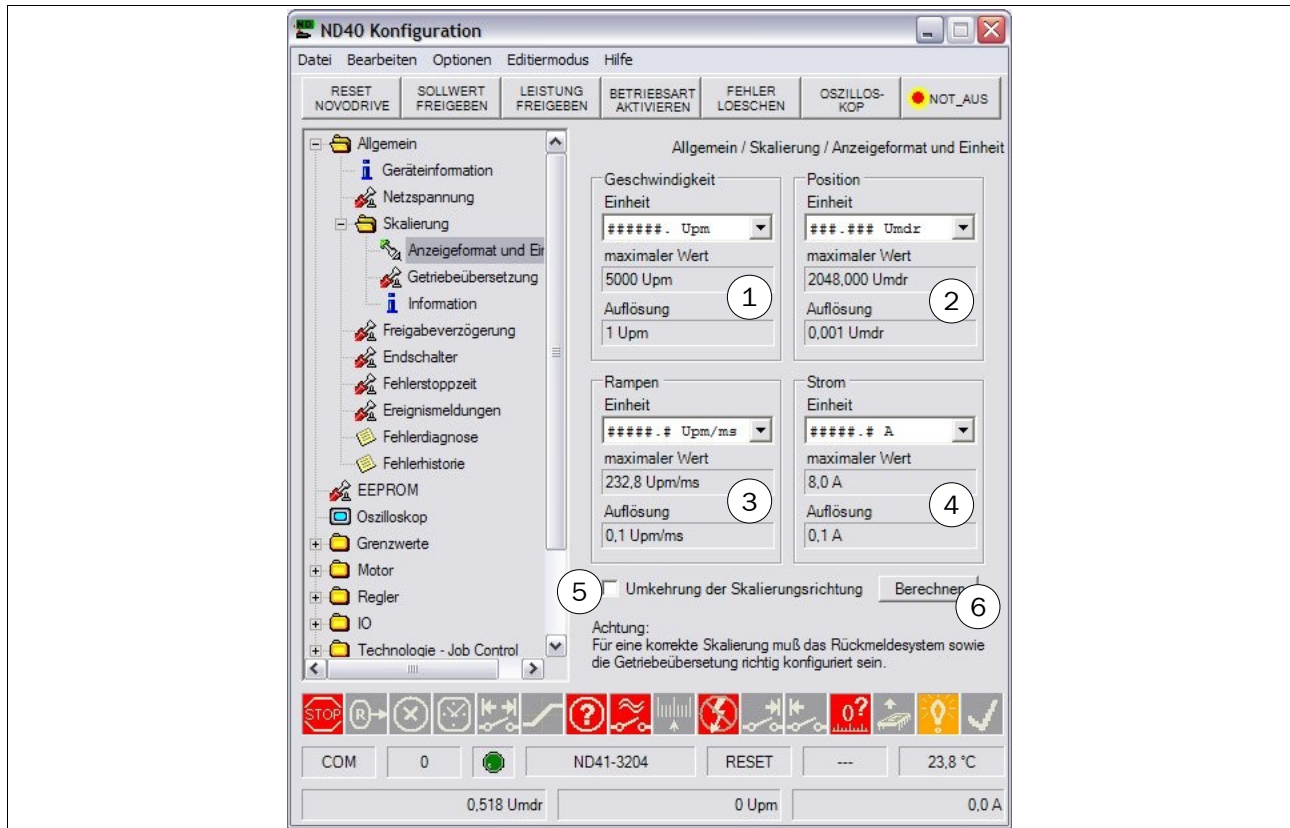 ND40 Konfiguration
Datei Bearbeiten Optionen Editiermodus Hilfe
RESET NOVODRIVE
SOLLWERT FREIGEBEN
LEISTUNG FREIGEBEN
BETRIEBSART AKTIVIEREN
FEHLER LOESCHEN
OSZILLOS- KOP
NOT_AUS
Allgemein
Geräteinformation
Netzspannung
Skalierung
Anzeigeformat und Ein
Getriebeübersetzung
Information
Freigabeverzögerung
Endschalter
Fehlerstoppzeit
Ereignismeldungen
Fehlerdiagnose
Fehlerhistorie
EEPROM
Oszilloskop
Grenzwerte
Motor
Regler
IO
Technologie - Job Control
Allgemein / Skalierung / Anzeigeformat und Einheit
Geschwindigkeit
Einheit
######. Upm
maximaler Wert
5000 Upm
1
Auflösung
1 Upm
Position
Einheit
###.### Umdr
maximaler Wert
2048,000 Umdr
2
Auflösung
0,001 Umdr
Rampen
Einheit
#####.# Upm/ms
maximaler Wert
232,8 Upm/ms
3
Auflösung
0,1 Upm/ms
Strom
Einheit
#####.# A
maximaler Wert
8,0 A
4
Auflösung
0,1 A
5
Umkehrung der Skalierungsrichtung
Berechnen
6
Achtung:
Für eine korrekte Skalierung muß das Rückmeldesystem sowie
die Getriebeübersetung richtig konfiguriert sein.
STOP
R
?
0?
COM 0 ND41-3204 RESET --- 23,8 °C
0,518 Umdr 0 Upm 0,0 A